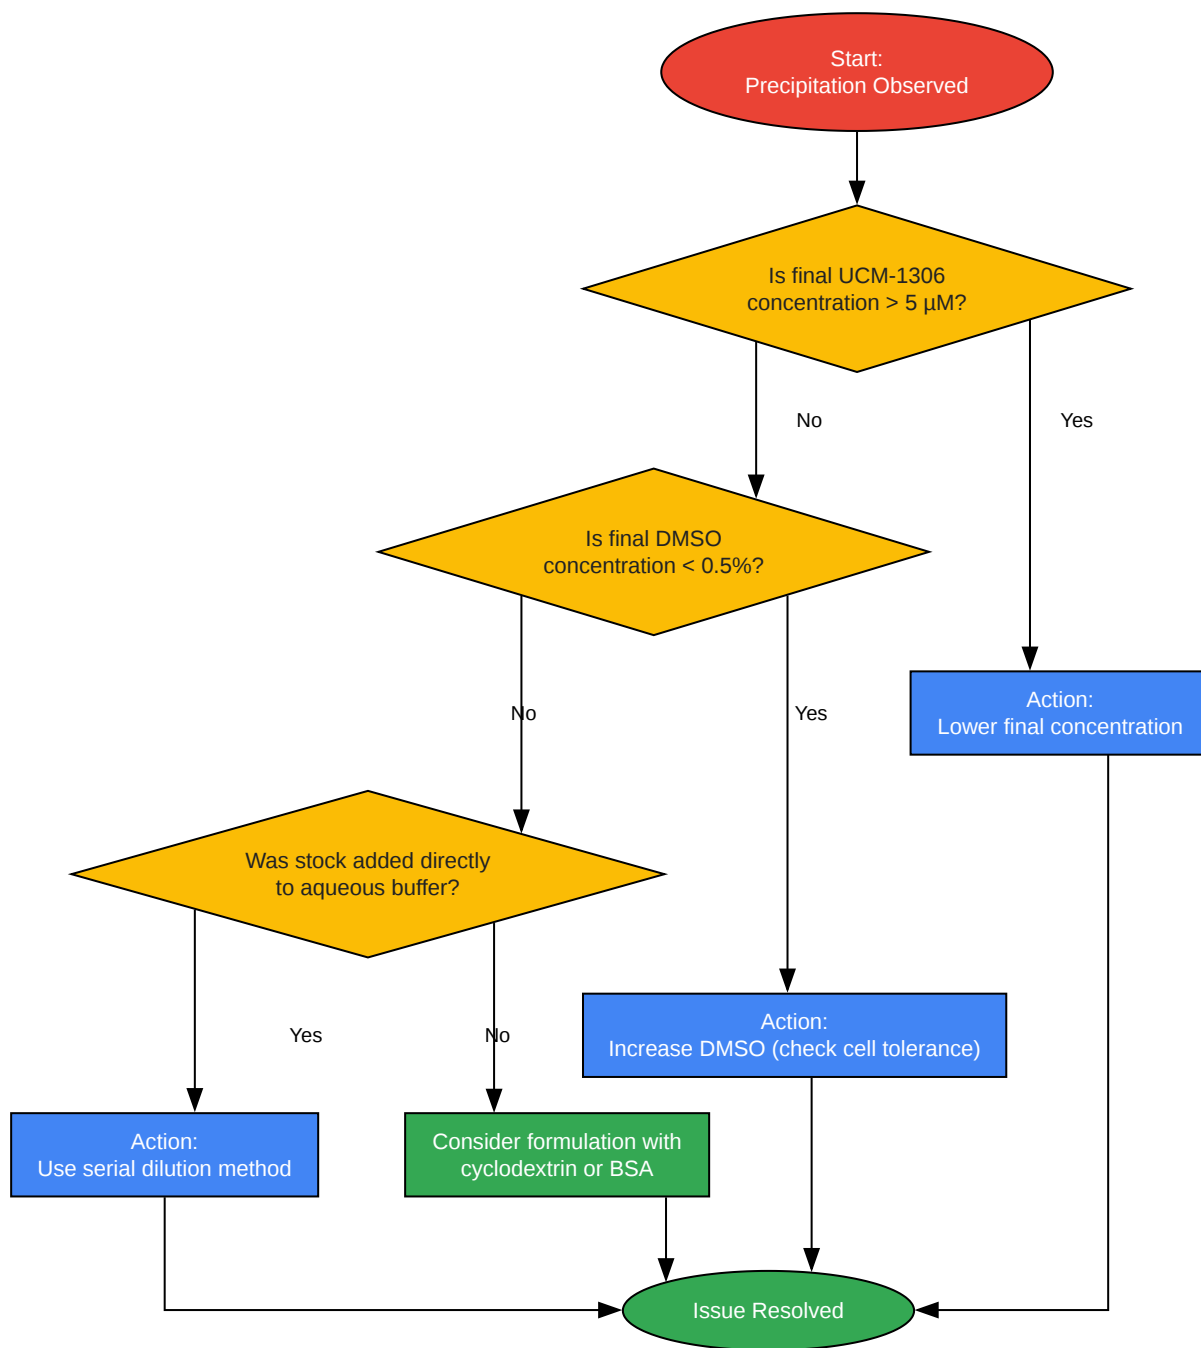 Start:
Precipitation Observed
Is final UCM-1306
concentration > 5 µM?
No
Yes
Is final DMSO
concentration < 0.5%?
No
Yes
Action:
Lower final concentration
Was stock added directly
to aqueous buffer?
Yes
No
Action:
Increase DMSO (check cell tolerance)
Action:
Use serial dilution method
Consider formulation with
cyclodextrin or BSA
Issue Resolved